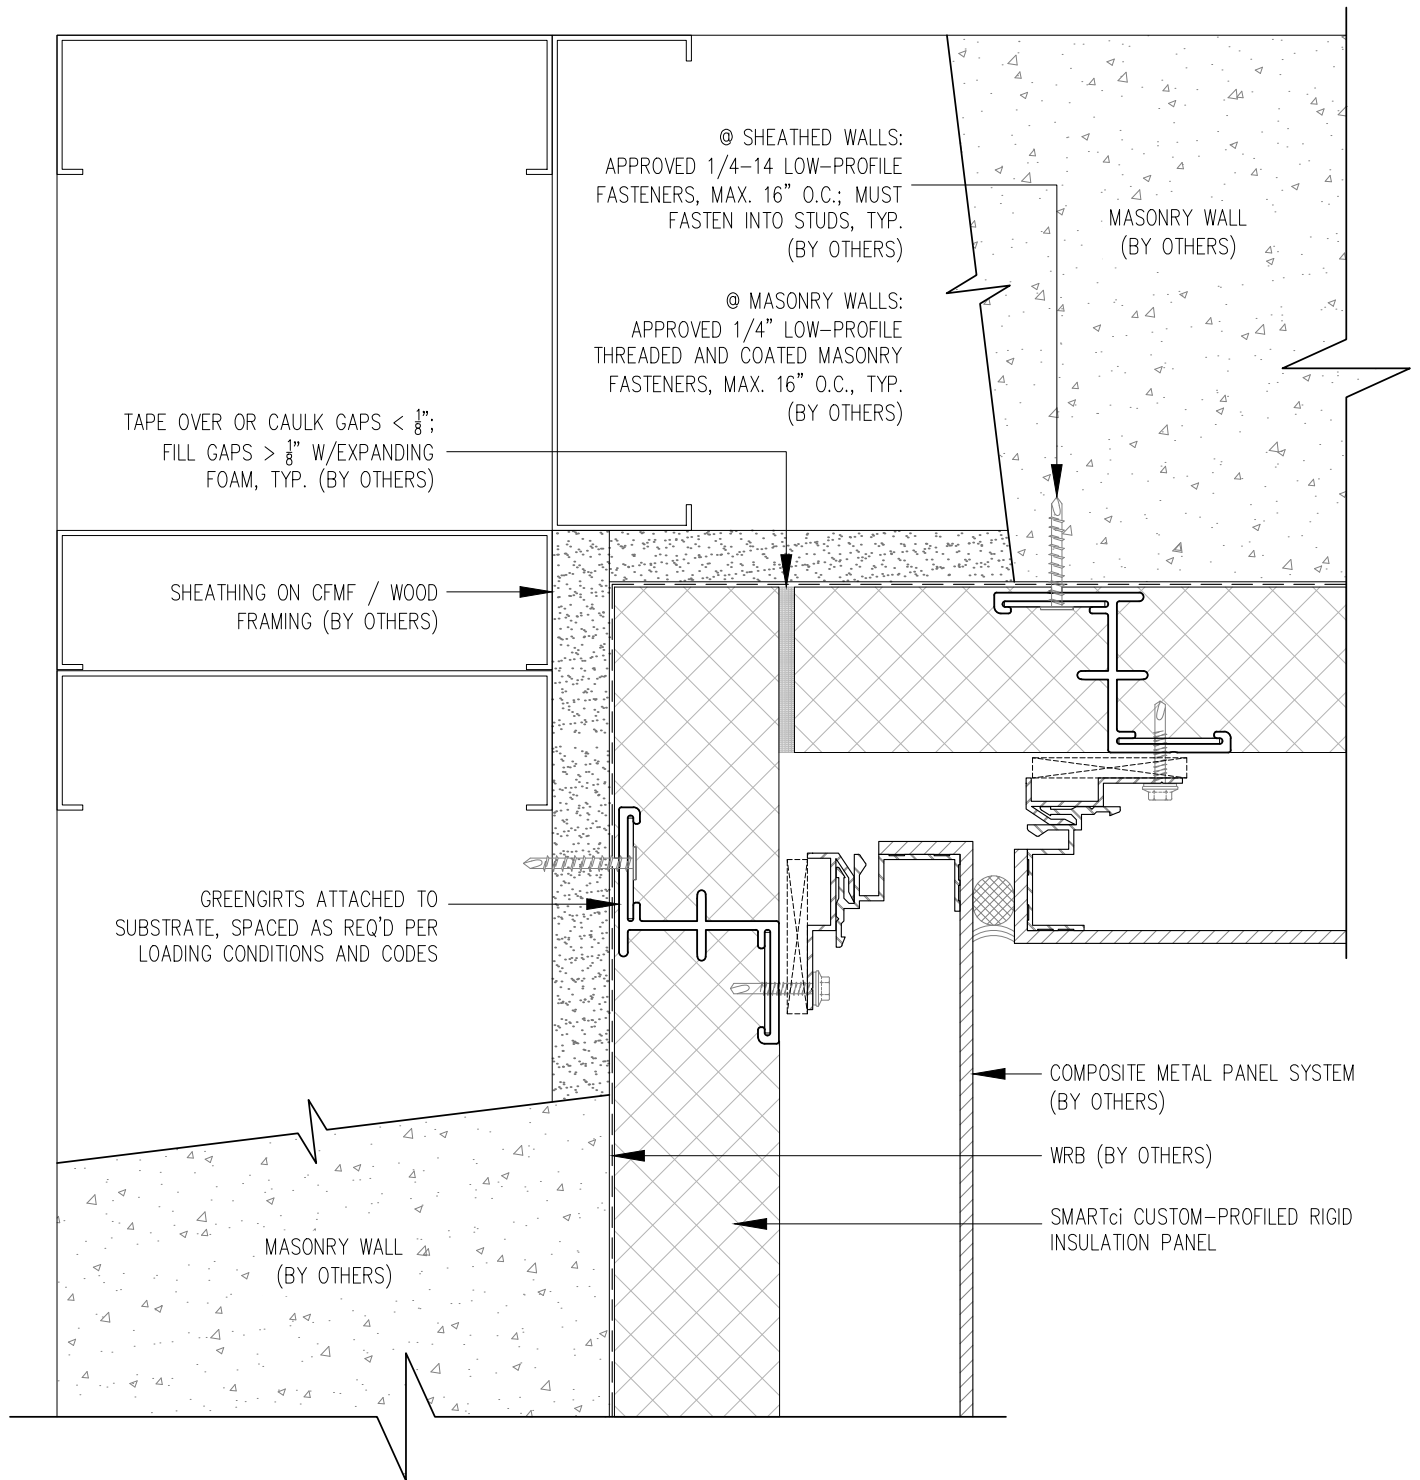 @ SHEATHED WALLS:
APPROVED 1/4-14 LOW-PROFILE
FASTENERS, MAX. 16" O.C.; MUST
FASTEN INTO STUDS, TYP.
(BY OTHERS)
@ MASONRY WALLS:
APPROVED 1/4" LOW-PROFILE
THREADED AND COATED MASONRY
FASTENERS, MAX. 16" O.C., TYP.
(BY OTHERS)
MASONRY WALL
(BY OTHERS)
TAPE OVER OR CAULK GAPS < 1/8";
FILL GAPS > 1/8" W/EXPANDING
FOAM, TYP. (BY OTHERS)
SHEATHING ON CFMF / WOOD
FRAMING (BY OTHERS)
GREENGIRTS ATTACHED TO
SUBSTRATE, SPACED AS REQ'D PER
LOADING CONDITIONS AND CODES
COMPOSITE METAL PANEL SYSTEM
(BY OTHERS)
WRB (BY OTHERS)
SMARTci CUSTOM-PROFILED RIGID
INSULATION PANEL
MASONRY WALL
(BY OTHERS)